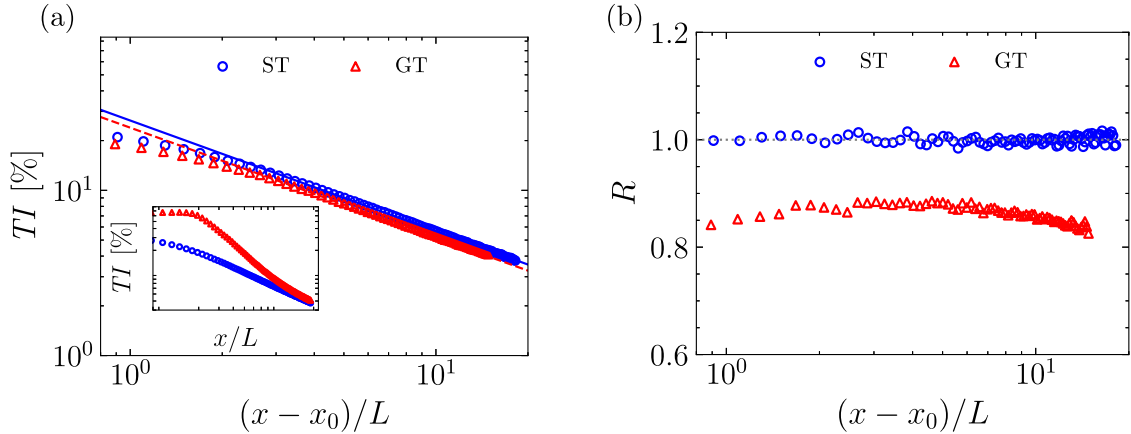 (a)
TI [%]
ST
GT
10^1
10^0
10^0
10^1
(x − x_0)/L
TI [%]
x/L
(b)
R
ST
GT
1.2
1.0
0.8
0.6
10^0
10^1
(x − x_0)/L